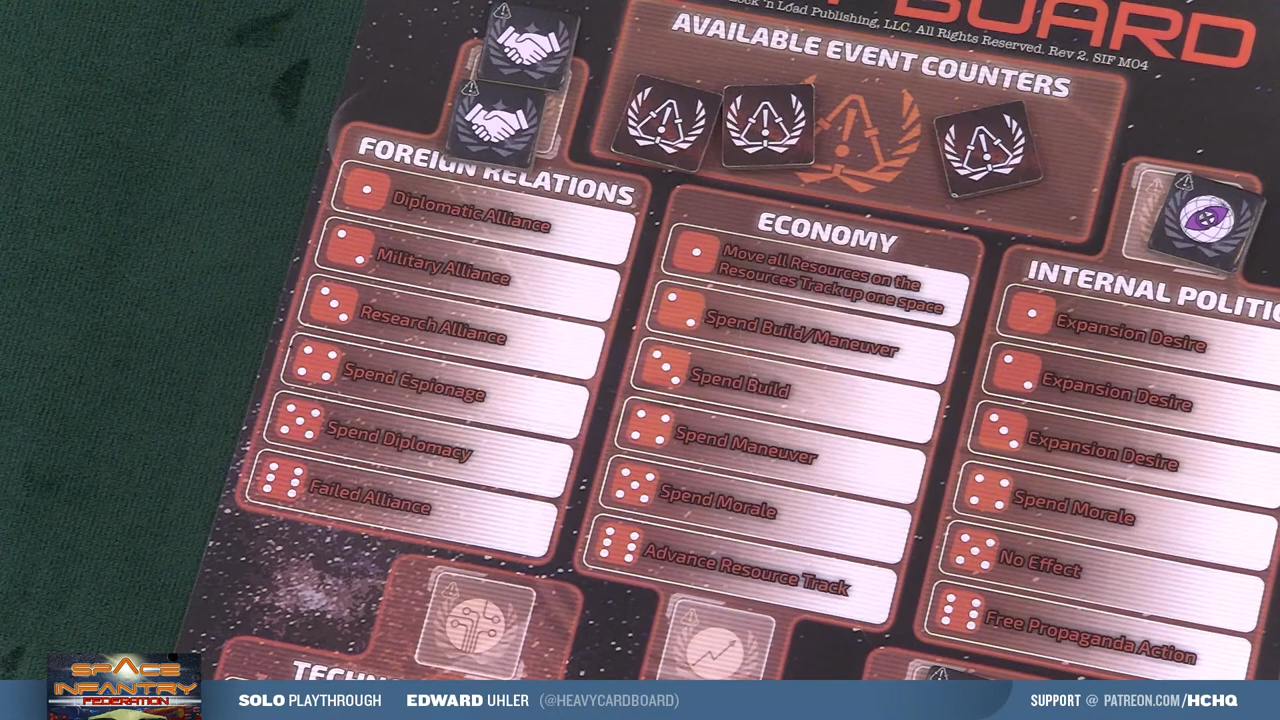 BOARD
Lock 'n Load Publishing, LLC. All Rights Reserved. Rev 2. SIF M04
AVAILABLE EVENT COUNTERS
FOREIGN RELATIONS
Diplomatic Alliance
Military Alliance
Research Alliance
Spend Espionage
Spend Diplomacy
Failed Alliance
ECONOMY
Move all Resources on the
Resources Track up one space
Spend Build/Maneuver
Spend Build
Spend Maneuver
Spend Morale
Advance Resource Track
INTERNAL POLITI
Expansion Desire
Expansion Desire
Expansion Desire
Spend Morale
No Effect
Free Propaganda Action
TECHN
SPACE
INFANTRY
FEDERATION
SOLO PLAYTHROUGH EDWARD UHLER (@HEAVYCARDBOARD) SUPPORT @ PATREON.COM/HCHQ